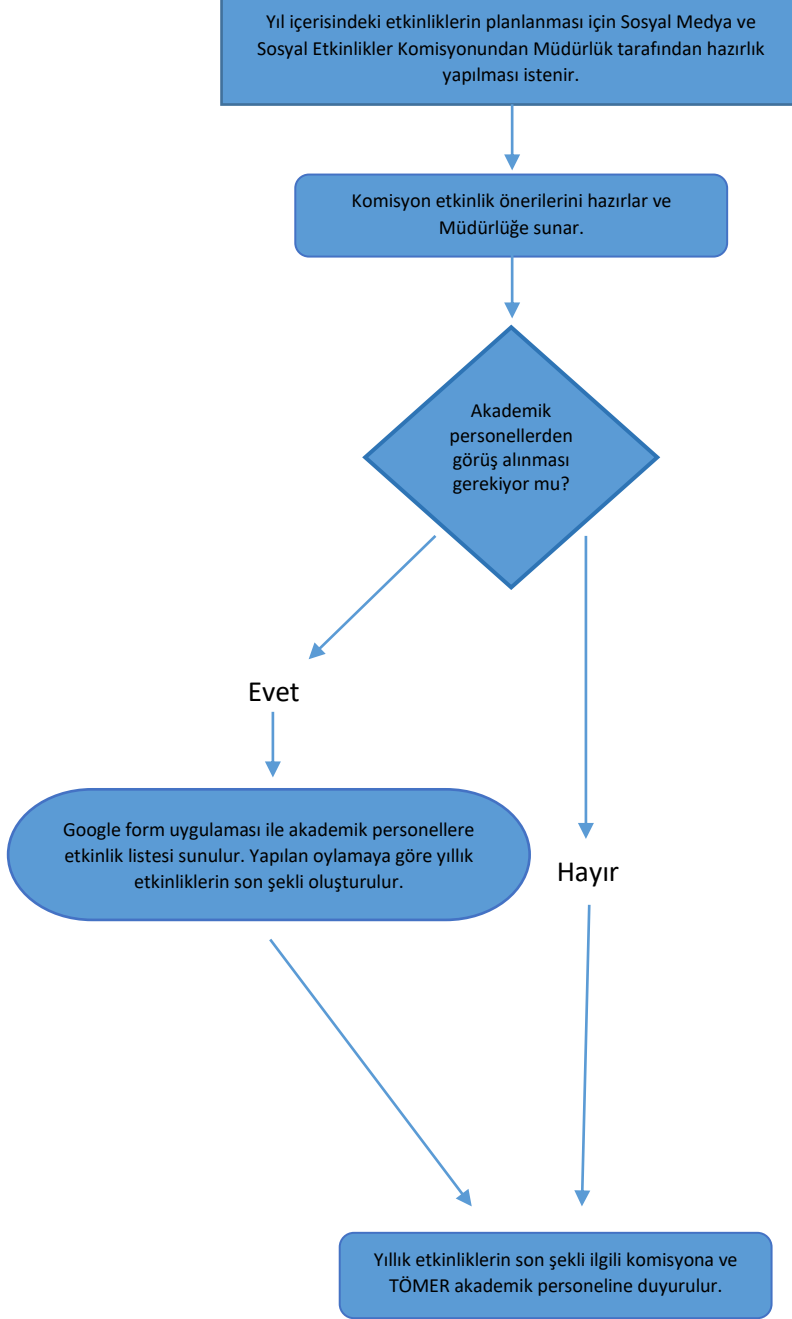 Yıl içerisindeki etkinliklerin planlanması için Sosyal Medya ve
Sosyal Etkinlikler Komisyonundan Müdürlük tarafından hazırlık
yapılması istenir.
Komisyon etkinlik önerilerini hazırlar ve
Müdürlüğe sunar.
Akademik
personellerden
görüş alınması
gerekiyor mu?
Evet
Google form uygulaması ile akademik personellere
etkinlik listesi sunulur. Yapılan oylamaya göre yıllık
etkinliklerin son şekli oluşturulur.
Hayır
Yıllık etkinliklerin son şekli ilgili komisyona ve
TÖMER akademik personeline duyurulur.